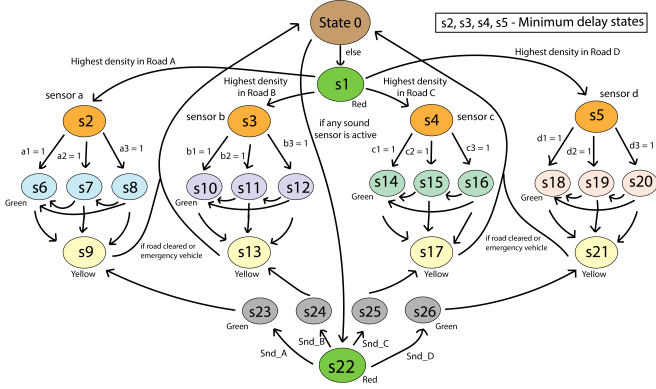 State 0
s2, s3, s4, s5 - Minimum delay states
else
Highest density in Road A
Highest density in Road D
s1
Red
Highest density
in Road B
Highest density
in Road C
sensor a
s2
sensor b
s3
if any sound
sensor is active
s4
sensor c
sensor d
s5
a1 = 1
a2 = 1
a3 = 1
b1 = 1
b2 = 1
b3 = 1
c1 = 1
c2 = 1
c3 = 1
d1 = 1
d2 = 1
d3 = 1
s6
s7
s8
s10
s11
s12
s14
s15
s16
s18
s19
s20
Green
Green
Green
Green
s9
Yellow
if road cleared or
emergency vehicle
s13
Yellow
s17
Yellow
if road cleared or
emergency vehicle
s21
Yellow
s23
Green
s24
s25
s26
Green
Snd_A
Snd_B
Snd_C
Snd_D
s22
Red